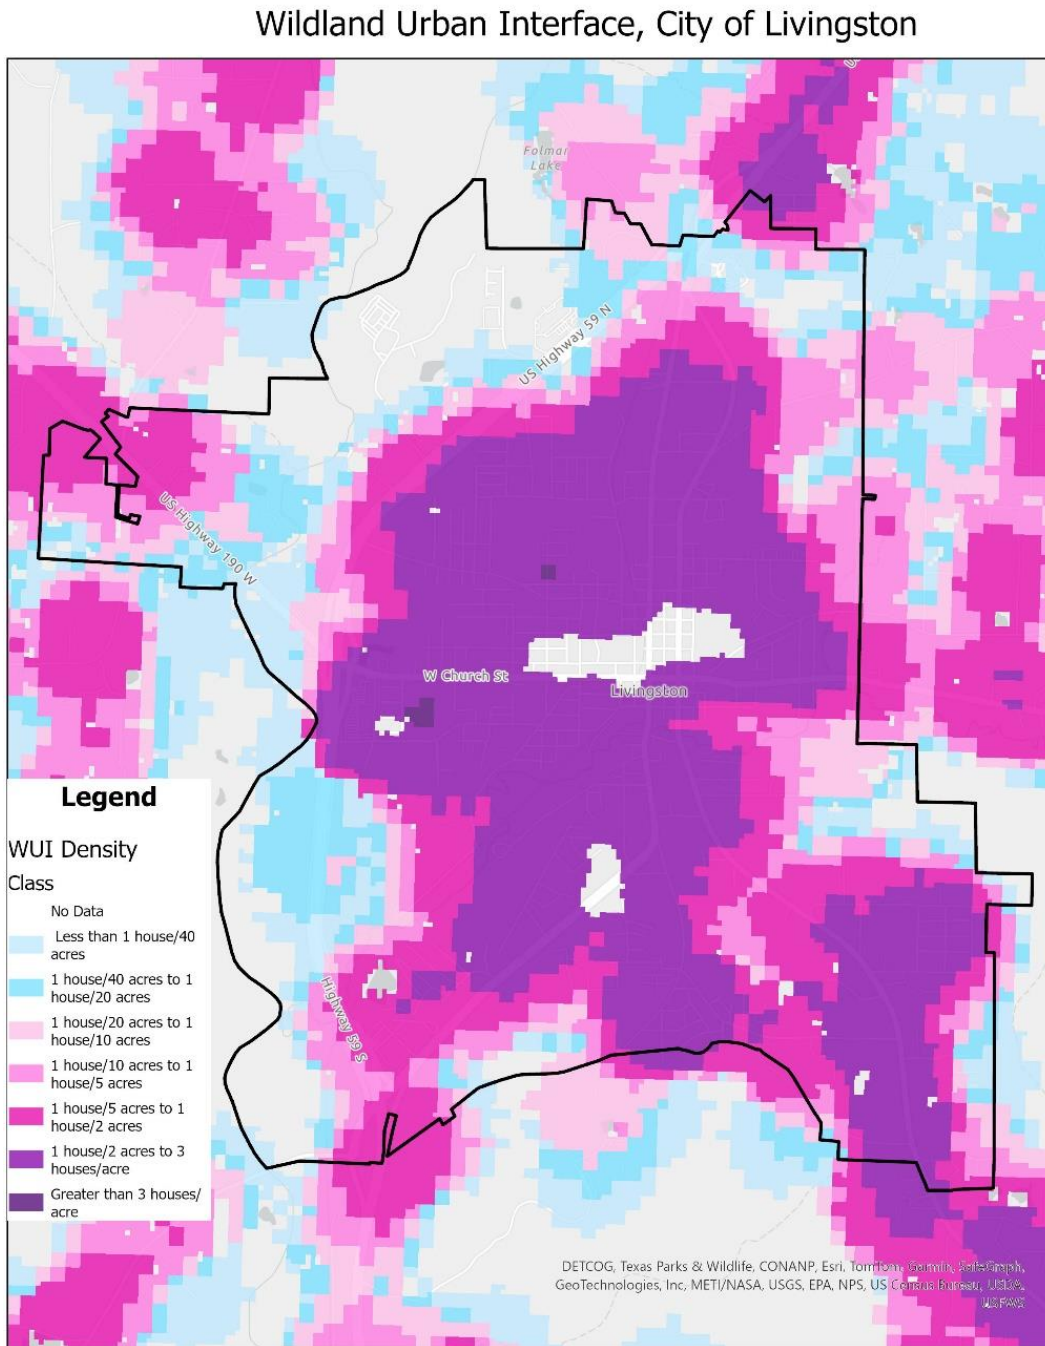 Wildland Urban Interface, City of Livingston
Folmar
Lake
US Highway 59 N
US Highway 190 W
W Church St
Livingston
Highway 59 S
Legend
WUI Density
Class
No Data
Less than 1 house/40
acres
1 house/40 acres to 1
house/20 acres
1 house/20 acres to 1
house/10 acres
1 house/10 acres to 1
house/5 acres
1 house/5 acres to 1
house/2 acres
1 house/2 acres to 3
houses/acre
Greater than 3 houses/
acre
DETCOG, Texas Parks & Wildlife, CONANP, Esri, TomTom, Garmin, SafeGraph,
GeoTechnologies, Inc, METI/NASA, USGS, EPA, NPS, US Census Bureau, USDA,
USFWS